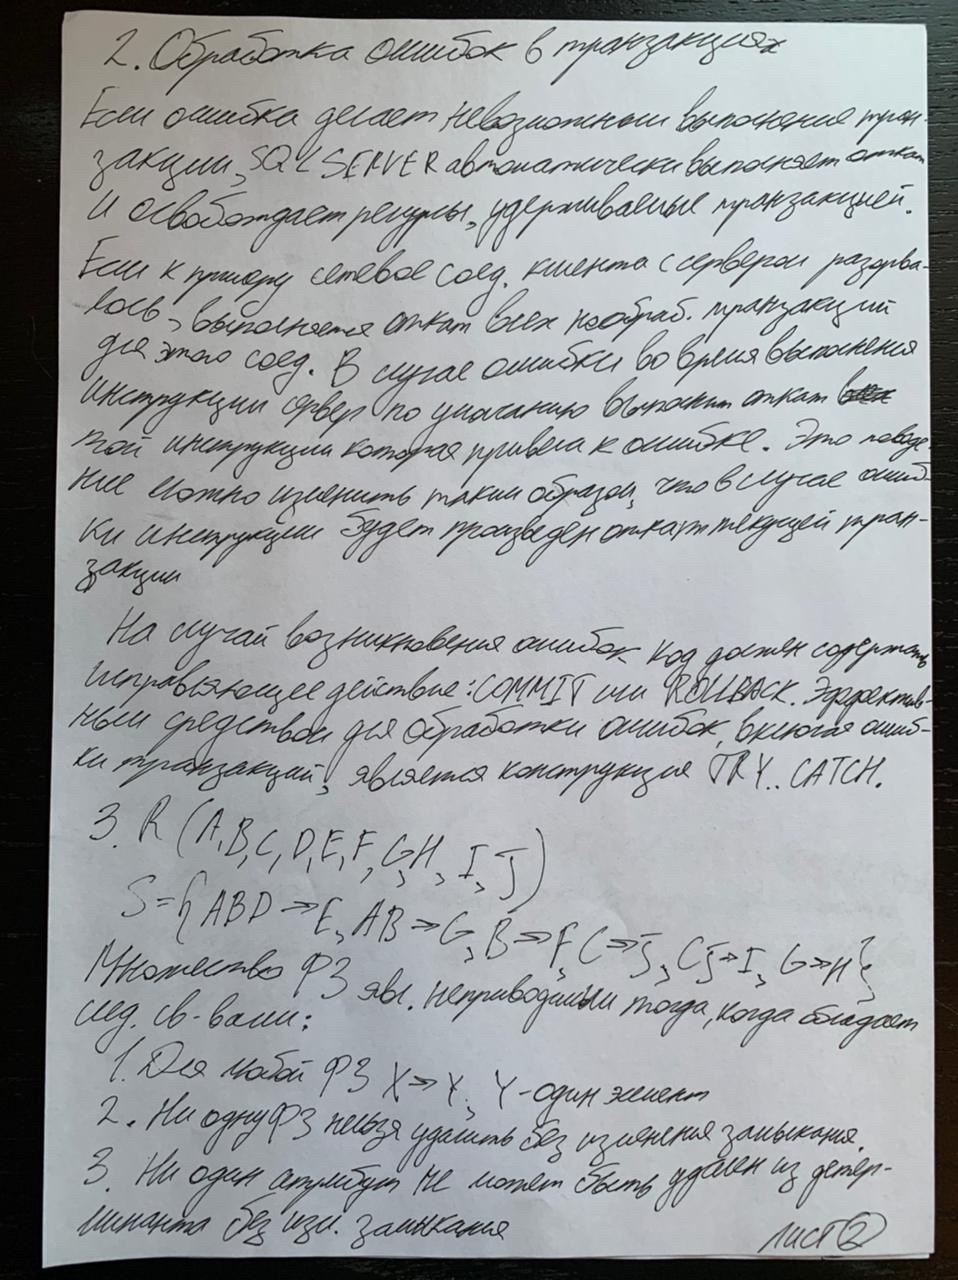 2. Обработка ошибок в транзакциях
Если ошибка делает невозможным выполнение тран-
закции, SQL SERVER автоматически выполняет откат
и освобождает ресурсы, удерживаемые транзакцией.
Если к примеру сетевое соед. клиента с сервером разорва-
лось, выполняется откат всех необраб. транзакций
для этого соед. В случае ошибки во время выполнения
инструкции сервер по умолчанию выполнит откат
той инструкции которая привела к ошибке. Это поведе-
ние можно изменить таким образом, что в случае ошиб-
ки инструкции будет произведен откат текущей тран-
закции
На случай возникновения ошибок код должен содержать
исправляющее действие: COMMIT или ROLLBACK. Эффектив-
ным средством для обработки ошибок, включая ошиб-
ки транзакций, является конструкция TRY..CATCH.
3. R (A, B, C, D, E, F, G, H, I, J)
S={ABD→E, AB→G, B→F, C→J, CJ→I, G→H}
Множество ФЗ явл. неприводимым тогда, когда обладает
след. св-вами:
1. Для любой ФЗ X→Y, Y-один элемент
2. Ни одну ФЗ нельзя удалить без изменения замыкания.
3. Ни один атрибут не может быть удален из детер-
минанта без изм. замыкания
Лист 2